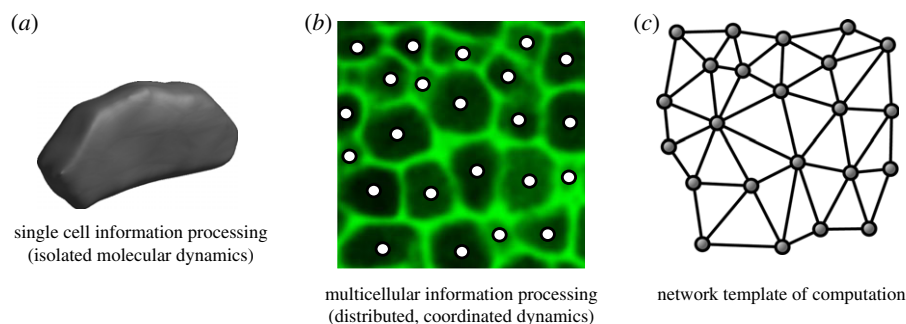 (a)
(b)
(c)
single cell information processing
(isolated molecular dynamics)
multicellular information processing
(distributed, coordinated dynamics)
network template of computation